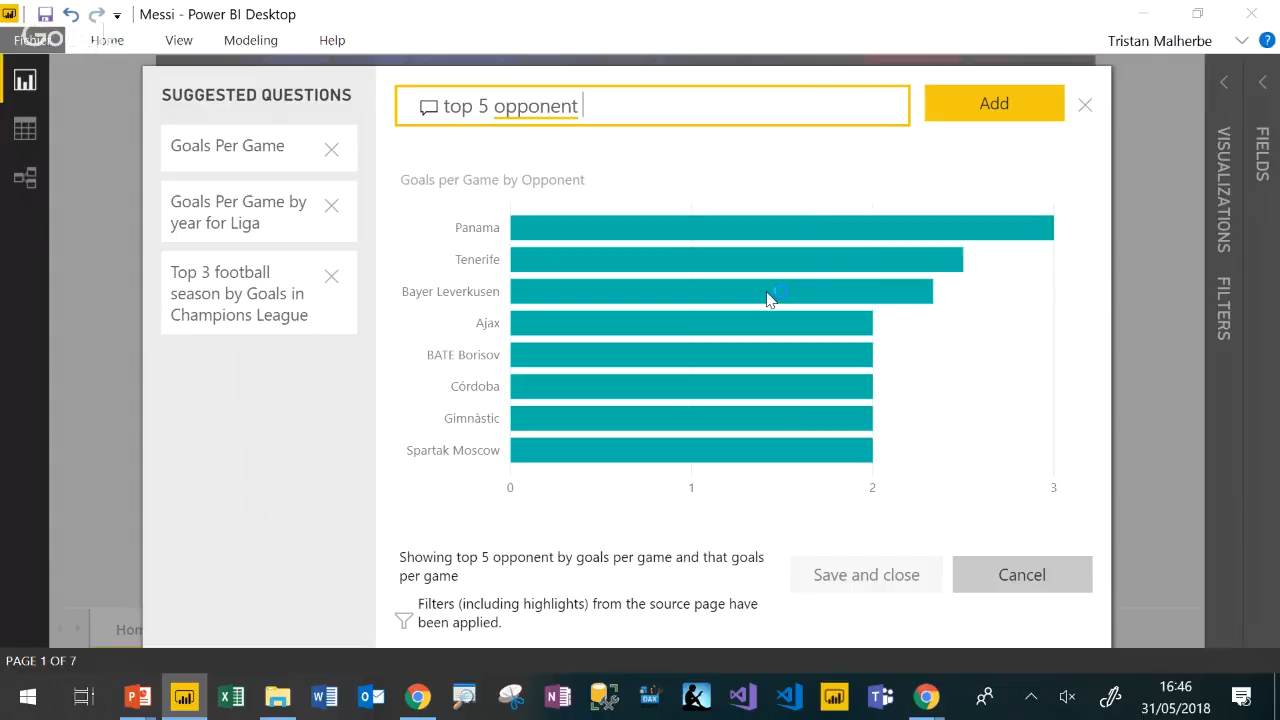 Messi - Power BI Desktop
Fichier Home View Modeling Help
Go
Tristan Malherbe
SUGGESTED QUESTIONS
Goals Per Game
Goals Per Game by
year for Liga
Top 3 football
season by Goals in
Champions League
top 5 opponent
Add
Goals per Game by Opponent
Panama
Tenerife
Bayer Leverkusen
Ajax
BATE Borisov
Córdoba
Gimnàstic
Spartak Moscow
0 1 2 3
Showing top 5 opponent by goals per game and that goals
per game
Filters (including highlights) from the source page have
been applied.
Save and close
Cancel
VISUALIZATIONS
FIELDS
FILTERS
Hom
PAGE 1 OF 7
DAX
16:46
31/05/2018